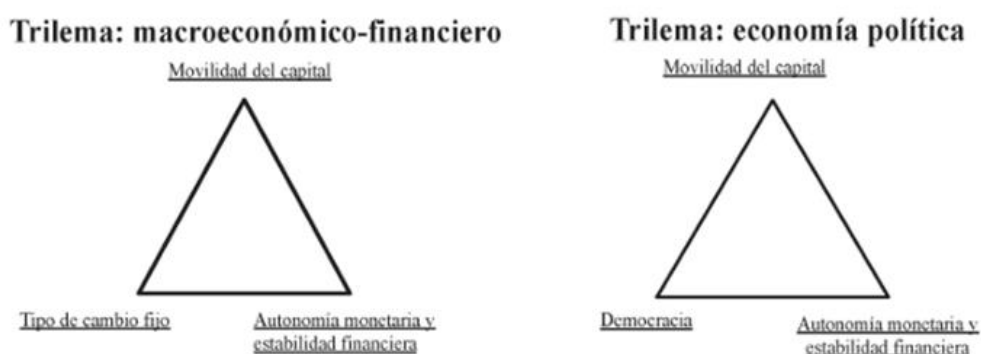 Trilema: macroeconómico-financiero
Movilidad del capital
Tipo de cambio fijo
Autonomía monetaria y
estabilidad financiera
Trilema: economía política
Movilidad del capital
Democracia
Autonomía monetaria y
estabilidad financiera